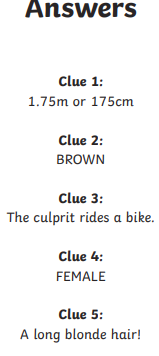 Answers
Clue 1:
1.75m or 175cm
Clue 2:
BROWN
Clue 3:
The culprit rides a bike.
Clue 4:
FEMALE
Clue 5:
A long blonde hair!